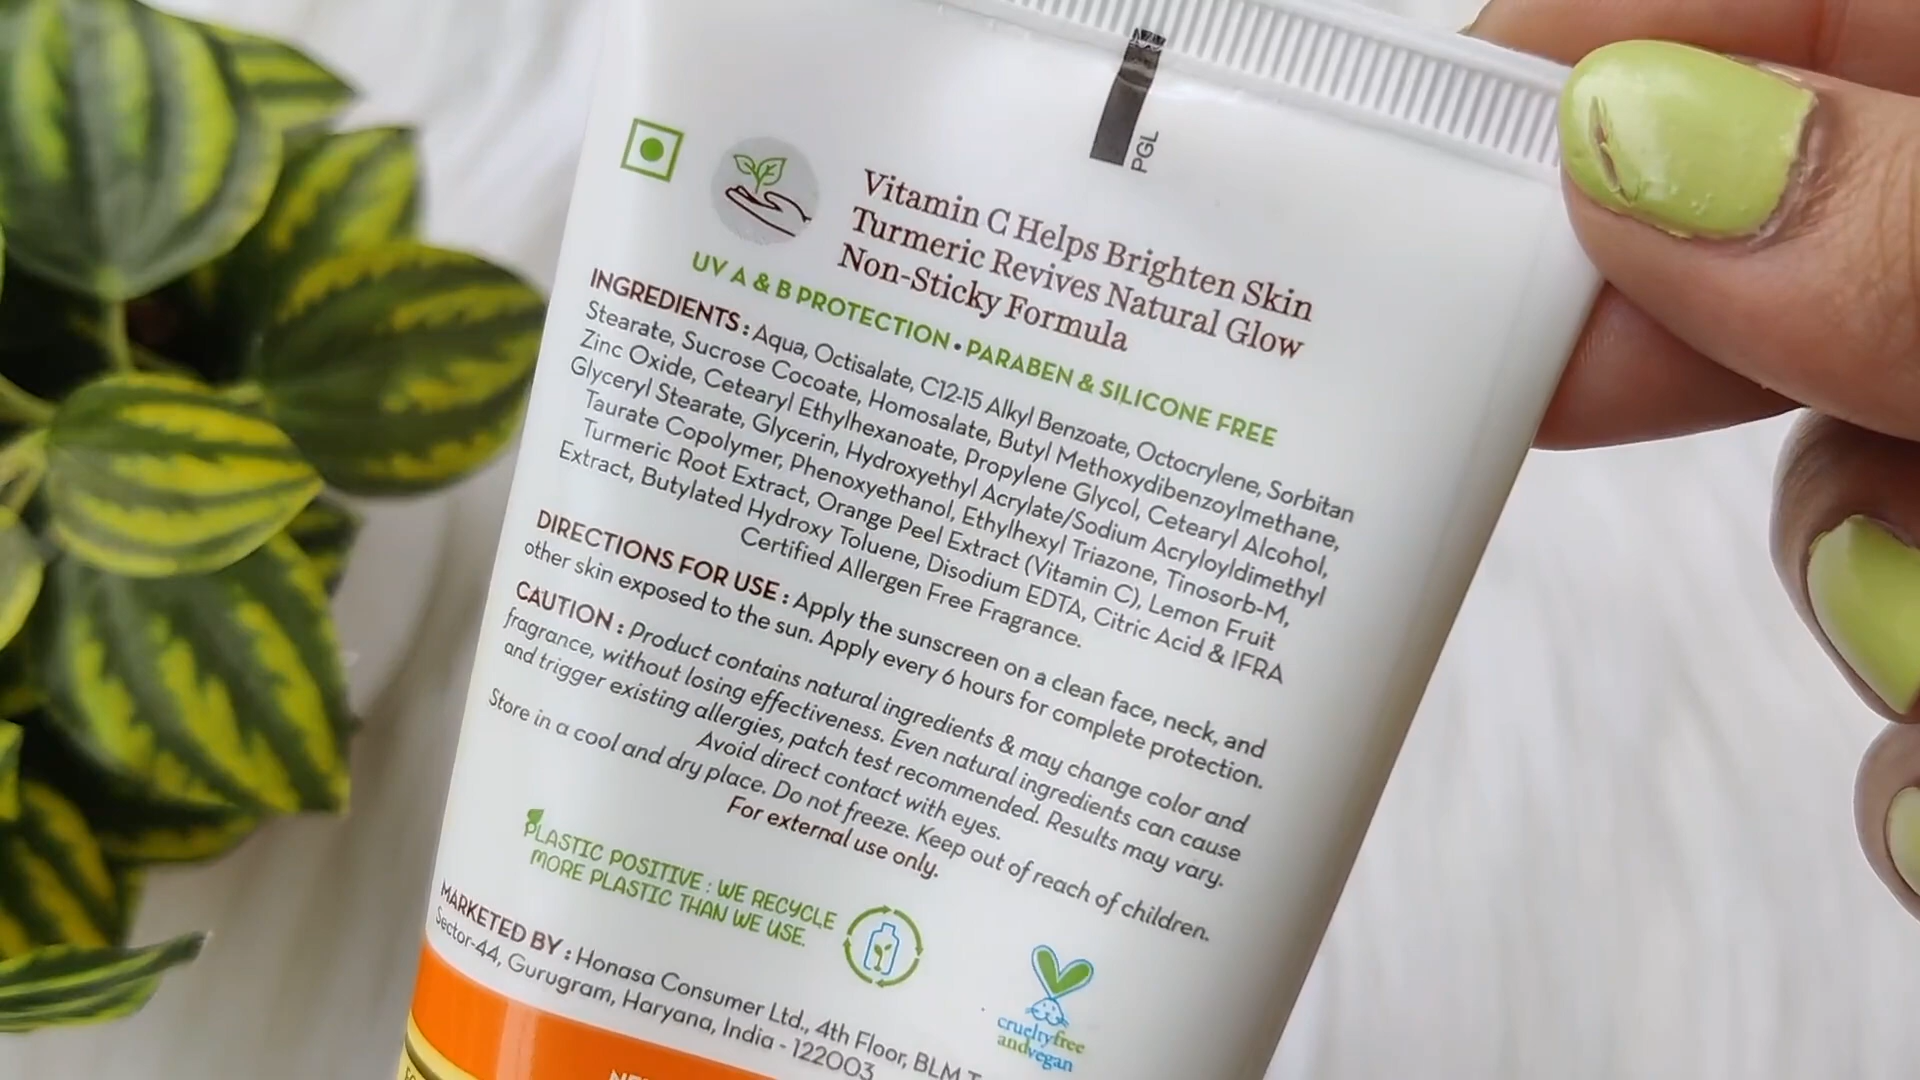 PGL
Vitamin C Helps Brighten Skin
Turmeric Revives Natural Glow
Non-Sticky Formula
UV A & B PROTECTION • PARABEN & SILICONE FREE
INGREDIENTS : Aqua, Octisalate, C12-15 Alkyl Benzoate, Octocrylene, Sorbitan
Stearate, Sucrose Cocoate, Homosalate, Butyl Methoxydibenzoylmethane,
Zinc Oxide, Cetearyl Ethylhexanoate, Propylene Glycol, Cetearyl Alcohol,
Glyceryl Stearate, Glycerin, Hydroxyethyl Acrylate/Sodium Acryloyldimethyl
Taurate Copolymer, Phenoxyethanol, Ethylhexyl Triazone, Tinosorb-M,
Turmeric Root Extract, Orange Peel Extract (Vitamin C), Lemon Fruit
Extract, Butylated Hydroxy Toluene, Disodium EDTA, Citric Acid & IFRA
Certified Allergen Free Fragrance.
DIRECTIONS FOR USE : Apply the sunscreen on a clean face, neck, and
other skin exposed to the sun. Apply every 6 hours for complete protection.
CAUTION : Product contains natural ingredients & may change color and
fragrance, without losing effectiveness. Even natural ingredients can cause
and trigger existing allergies, patch test recommended. Results may vary.
Avoid direct contact with eyes.
Store in a cool and dry place. Do not freeze. Keep out of reach of children.
For external use only.
PLASTIC POSITIVE : WE RECYCLE
MORE PLASTIC THAN WE USE.
crueltyfree
andvegan
MARKETED BY : Honasa Consumer Ltd., 4th Floor, BLM
Sector-44, Gurugram, Haryana, India - 122003